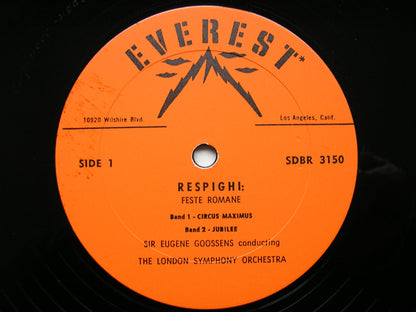 EVEREST*
10920 Wilshire Blvd.
Los Angeles, Calif.
SIDE 1
SDBR 3150
RESPIGHI:
FESTE ROMANE
Band 1 - CIRCUS MAXIMUS
Band 2 - JUBILEE
SIR EUGENE GOOSSENS conducting
THE LONDON SYMPHONY ORCHESTRA